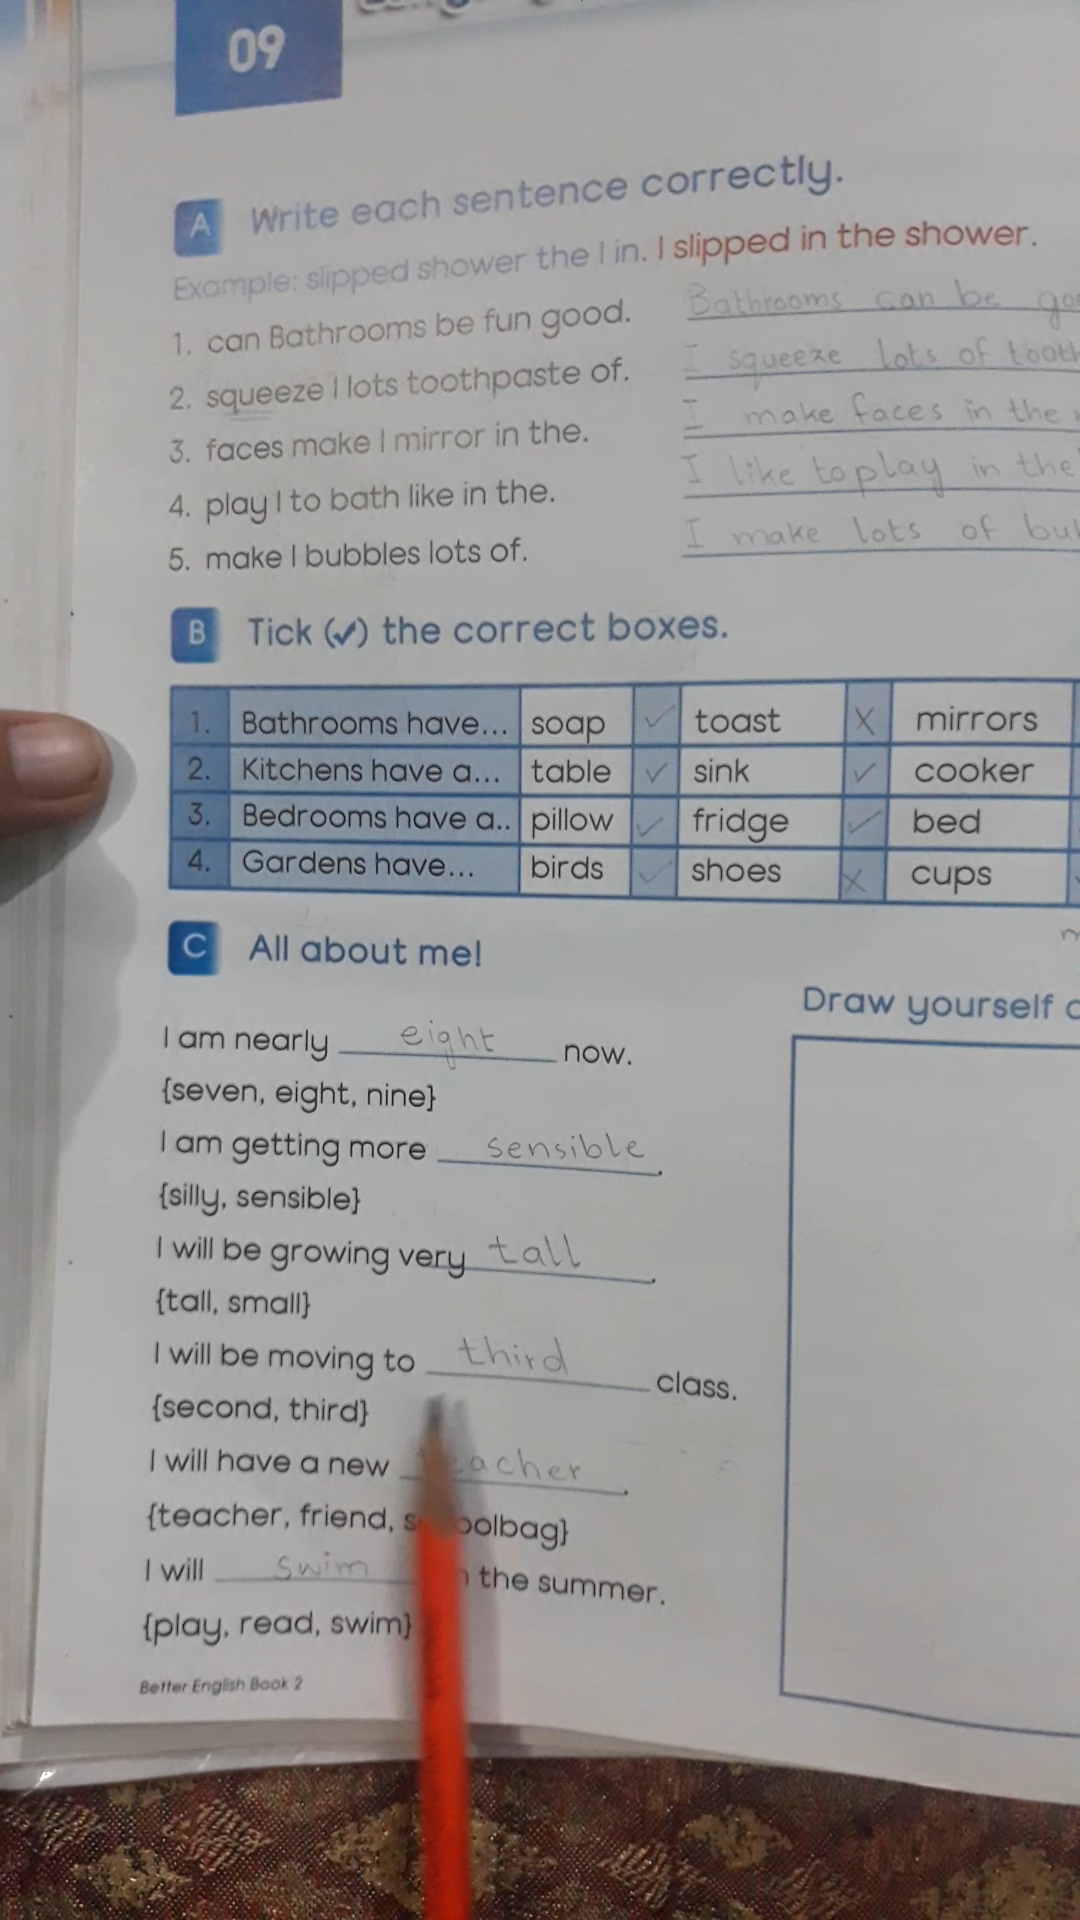 09
A Write each sentence correctly.
Example: slipped shower the I in. I slipped in the shower.
1. can Bathrooms be fun good. Bathrooms can be
2. squeeze I lots toothpaste of. I squeeze lots of tooth
3. faces make I mirror in the. I make faces in the
4. play I to bath like in the. I like to play in the
5. make I bubbles lots of. I make lots of bu
B Tick (✓) the correct boxes.
1. Bathrooms have... soap ✓ toast X mirrors
2. Kitchens have a... table ✓ sink ✓ cooker
3. Bedrooms have a.. pillow ✓ fridge ✓ bed
4. Gardens have... birds ✓ shoes X cups
C All about me!
Draw yourself
I am nearly eight now.
{seven, eight, nine}
I am getting more sensible.
{silly, sensible}
I will be growing very tall.
{tall, small}
I will be moving to third class.
{second, third}
I will have a new teacher.
{teacher, friend, schoolbag}
I will swim in the summer.
{play, read, swim}
Better English Book 2